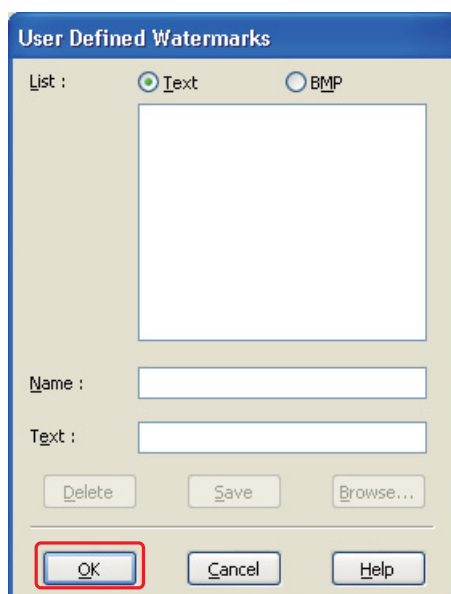 User Defined Watermarks
List : Text BMP
Name :
Text :
Delete Save Browse...
OK Cancel Help